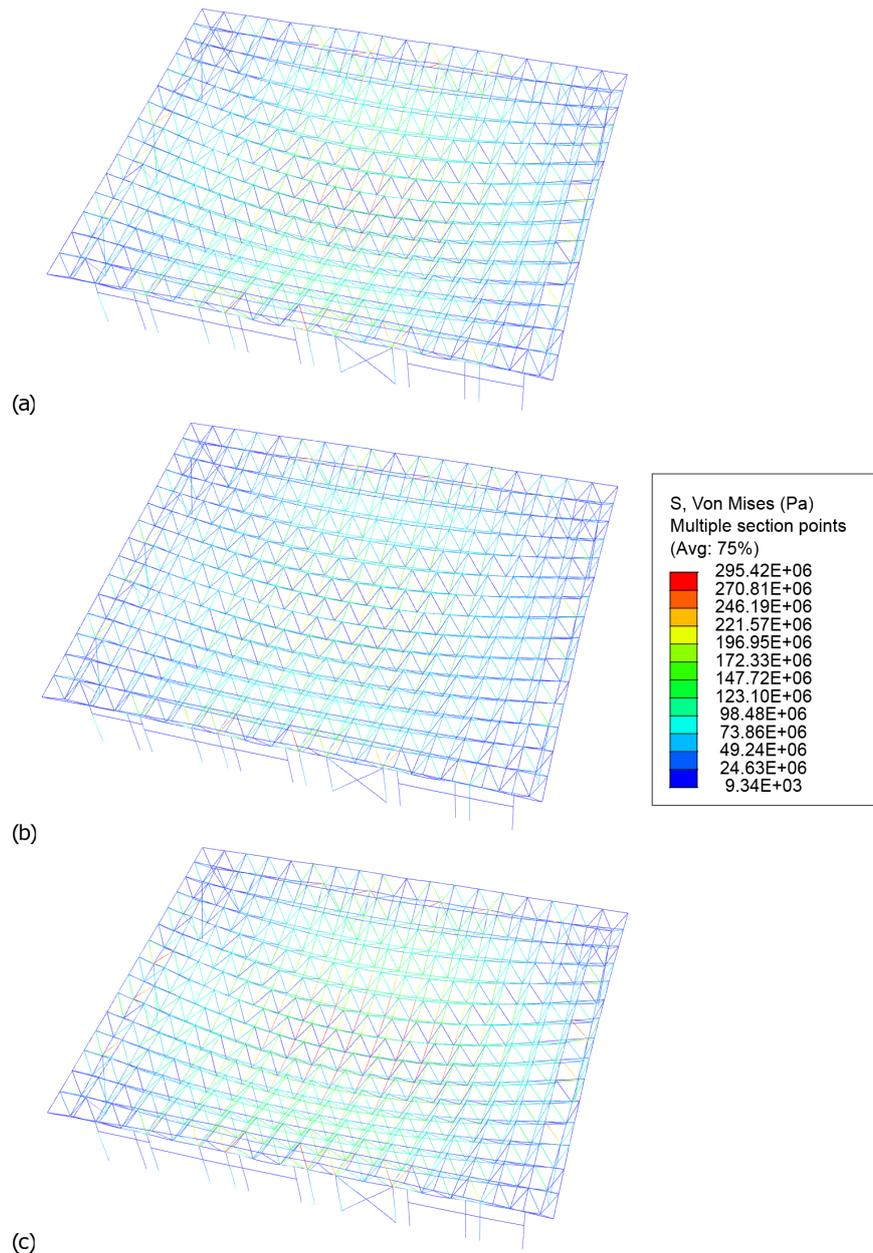 (a)
S, Von Mises (Pa)
Multiple section points
(Avg: 75%)
295.42E+06
270.81E+06
246.19E+06
221.57E+06
196.95E+06
172.33E+06
147.72E+06
123.10E+06
98.48E+06
73.86E+06
49.24E+06
24.63E+06
9.34E+03
(b)
(c)